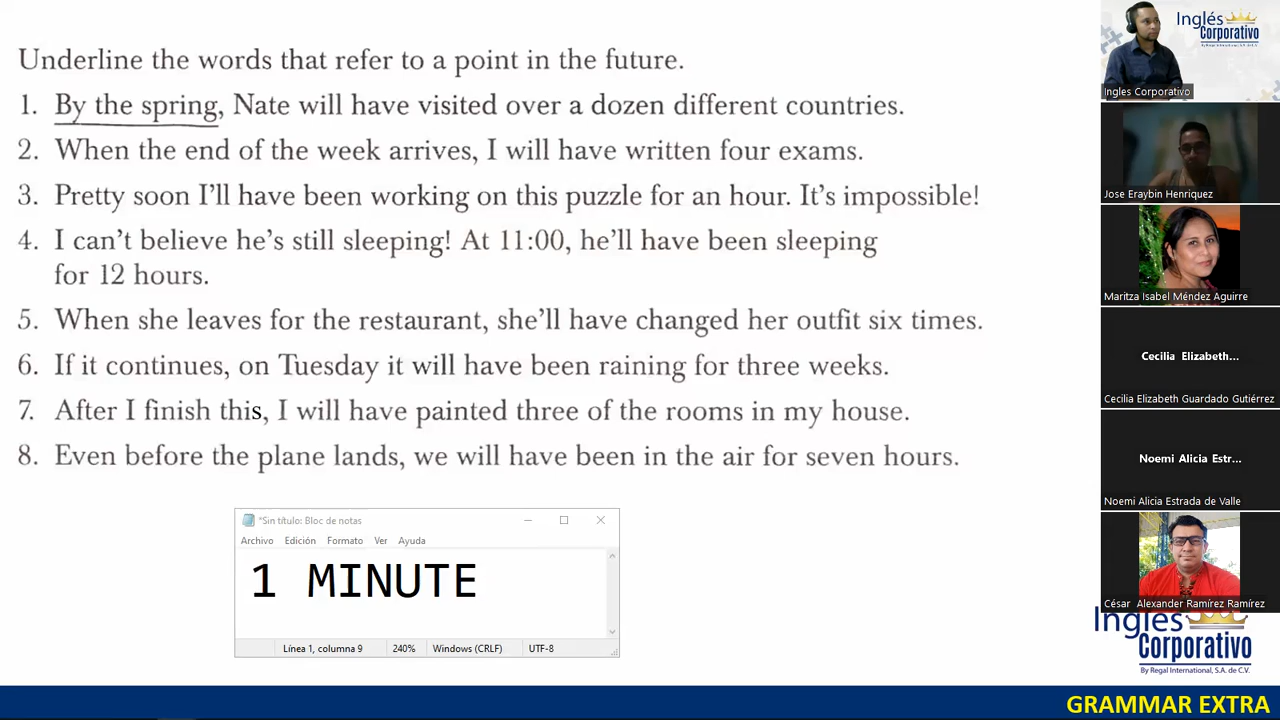 Underline the words that refer to a point in the future.
1. By the spring, Nate will have visited over a dozen different countries.
2. When the end of the week arrives, I will have written four exams.
3. Pretty soon I'll have been working on this puzzle for an hour. It's impossible!
4. I can't believe he's still sleeping! At 11:00, he'll have been sleeping
for 12 hours.
5. When she leaves for the restaurant, she'll have changed her outfit six times.
6. If it continues, on Tuesday it will have been raining for three weeks.
7. After I finish this, I will have painted three of the rooms in my house.
8. Even before the plane lands, we will have been in the air for seven hours.
*Sin título: Bloc de notas
Archivo Edición Formato Ver Ayuda
1 MINUTE
Línea 1, columna 9 240% Windows (CRLF) UTF-8
Inglés
Corporativo
By Regal International, S.A. de C.V.
Ingles Corporativo
Jose Eraybin Henriquez
Maritza Isabel Méndez Aguirre
Cecilia Elizabeth...
Cecilia Elizabeth Guardado Gutiérrez
Noemi Alicia Estr...
Noemi Alicia Estrada de Valle
César Alexander Ramírez Ramírez
Inglés
Corporativo
By Regal International, S.A. de C.V.
GRAMMAR EXTRA